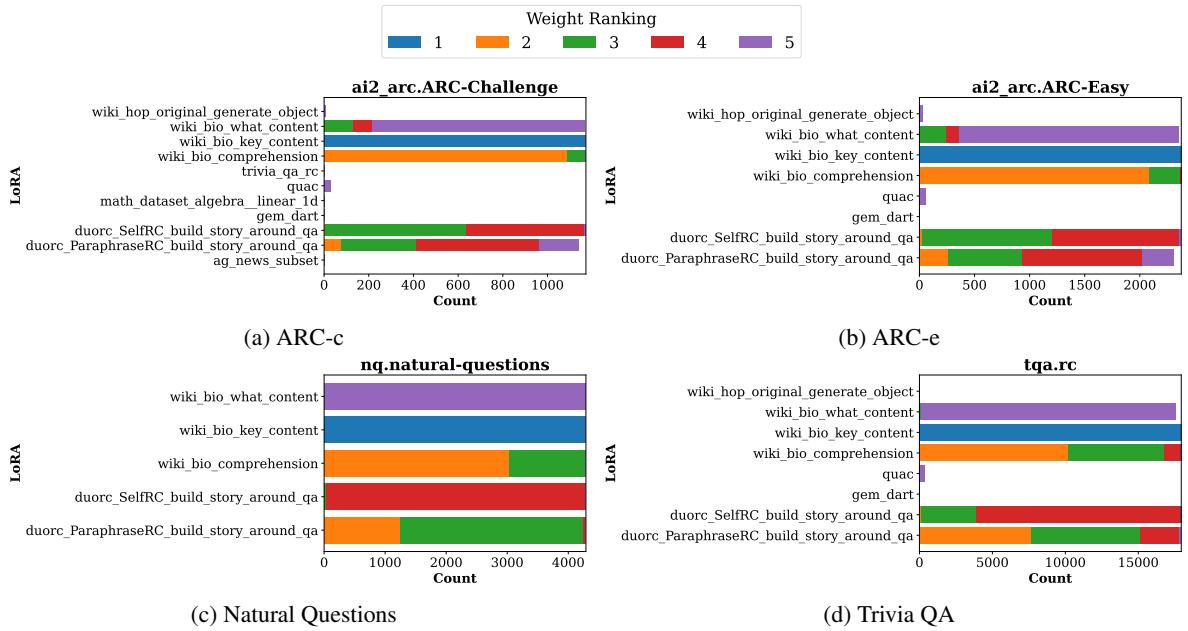 Weight Ranking
1 2 3 4 5
ai2_arc.ARC-Challenge
LoRA
wiki_hop_original_generate_object
wiki_bio_what_content
wiki_bio_key_content
wiki_bio_comprehension
trivia_qa_rc
quac
math_dataset_algebra__linear_1d
gem_dart
duorc_SelfRC_build_story_around_qa
duorc_ParaphraseRC_build_story_around_qa
ag_news_subset
0 200 400 600 800 1000
Count
(a) ARC-c
ai2_arc.ARC-Easy
LoRA
wiki_hop_original_generate_object
wiki_bio_what_content
wiki_bio_key_content
wiki_bio_comprehension
quac
gem_dart
duorc_SelfRC_build_story_around_qa
duorc_ParaphraseRC_build_story_around_qa
0 500 1000 1500 2000
Count
(b) ARC-e
nq.natural-questions
LoRA
wiki_bio_what_content
wiki_bio_key_content
wiki_bio_comprehension
duorc_SelfRC_build_story_around_qa
duorc_ParaphraseRC_build_story_around_qa
0 1000 2000 3000 4000
Count
(c) Natural Questions
tqa.rc
LoRA
wiki_hop_original_generate_object
wiki_bio_what_content
wiki_bio_key_content
wiki_bio_comprehension
quac
gem_dart
duorc_SelfRC_build_story_around_qa
duorc_ParaphraseRC_build_story_around_qa
0 5000 10000 15000
Count
(d) Trivia QA